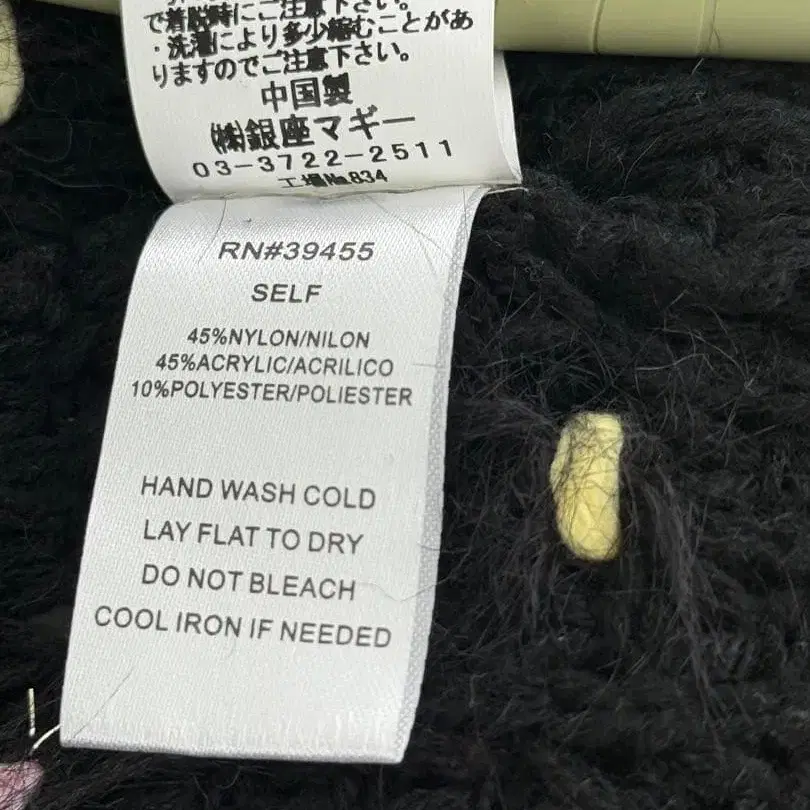 で着脱時にご注意下さい。
・洗濯により多少縮むことがあ
りますのでご注意下さい。
中国製
㈱銀座マギー
03-3722-2511
工場№834
RN#39455
SELF
45%NYLON/NILON
45%ACRYLIC/ACRILICO
10%POLYESTER/POLIESTER
HAND WASH COLD
LAY FLAT TO DRY
DO NOT BLEACH
COOL IRON IF NEEDED